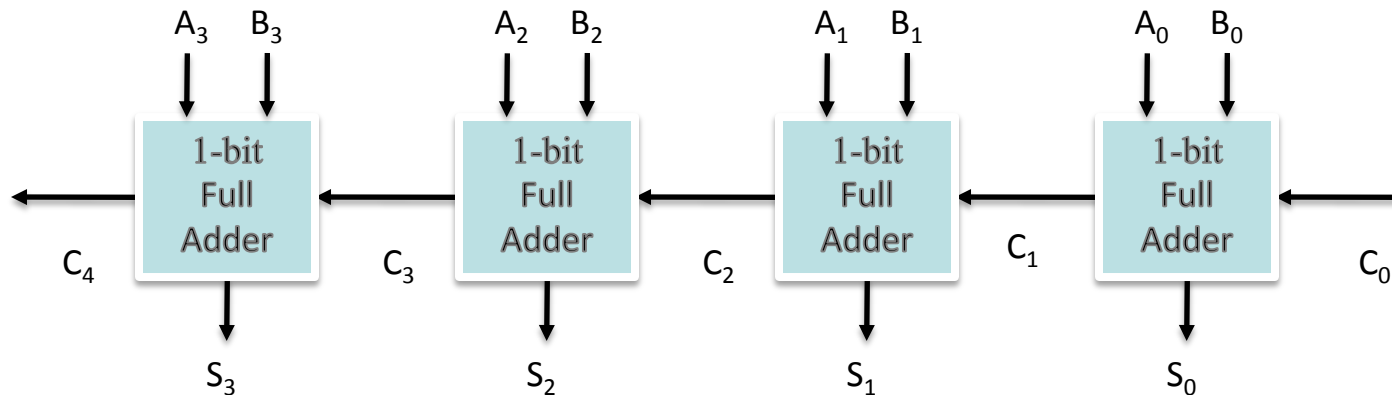 A₃ B₃ A₂ B₂ A₁ B₁ A₀ B₀
1-bit Full Adder
1-bit Full Adder
1-bit Full Adder
1-bit Full Adder
C₄ C₃ C₂ C₁ C₀
S₃ S₂ S₁ S₀